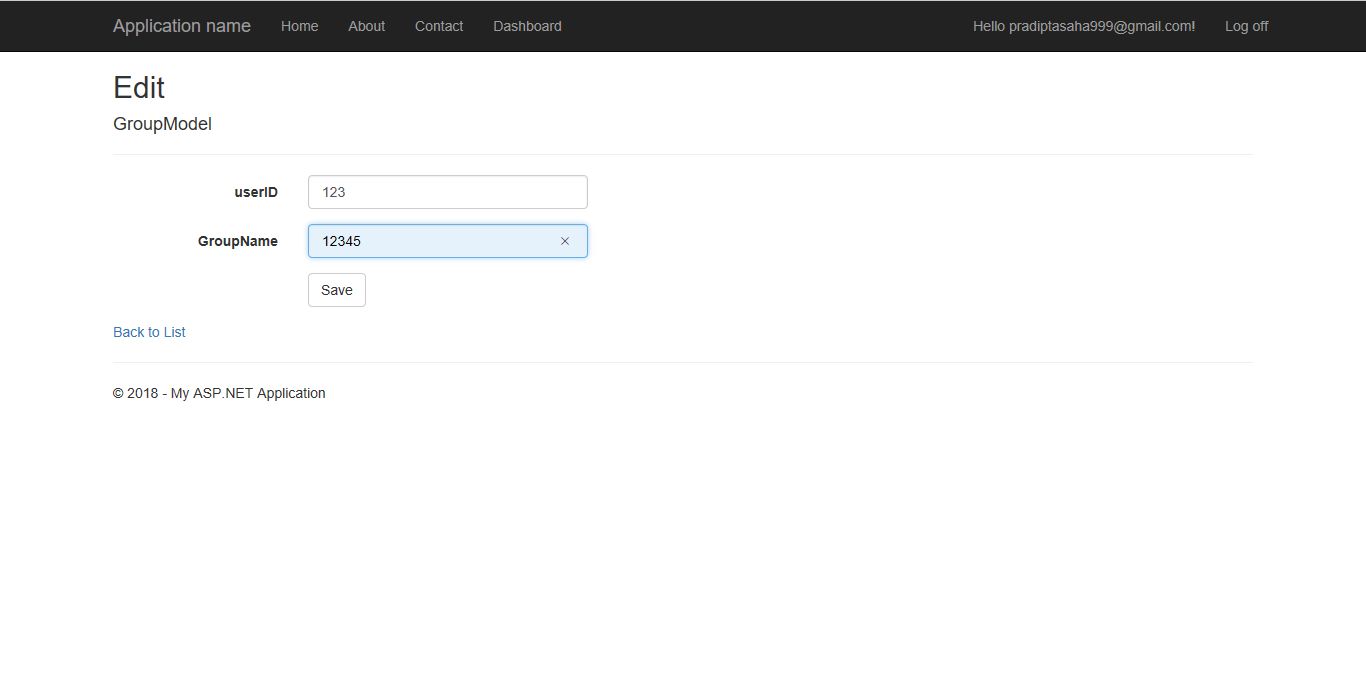 Application name Home About Contact Dashboard Hello pradiptasaha999@gmail.com! Log off
Edit
GroupModel
userID 123
GroupName 12345 ×
Save
Back to List
© 2018 - My ASP.NET Application